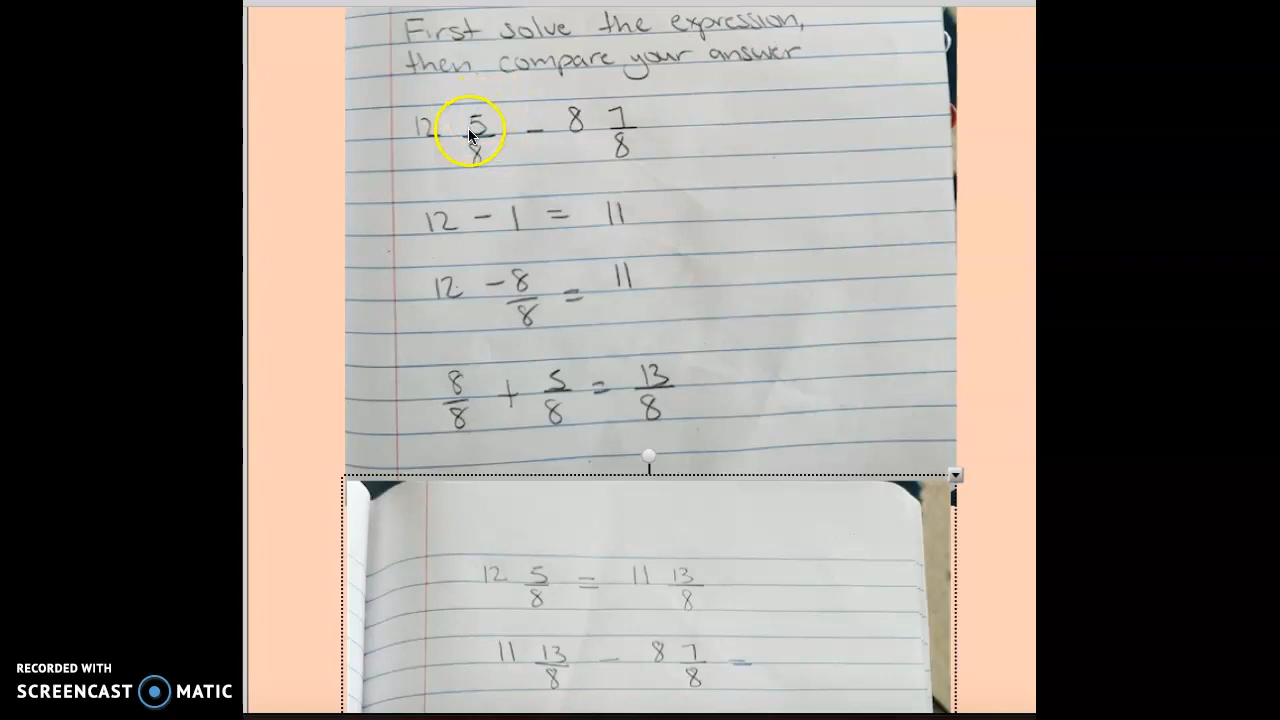 First solve the expression,
then compare your answer
12 5/8 - 8 7/8
12 - 1 = 11
12 - 8/8 = 11
8/8 + 5/8 = 13/8
12 5/8 = 11 13/8
11 13/8 - 8 7/8 =
RECORDED WITH
SCREENCAST MATIC